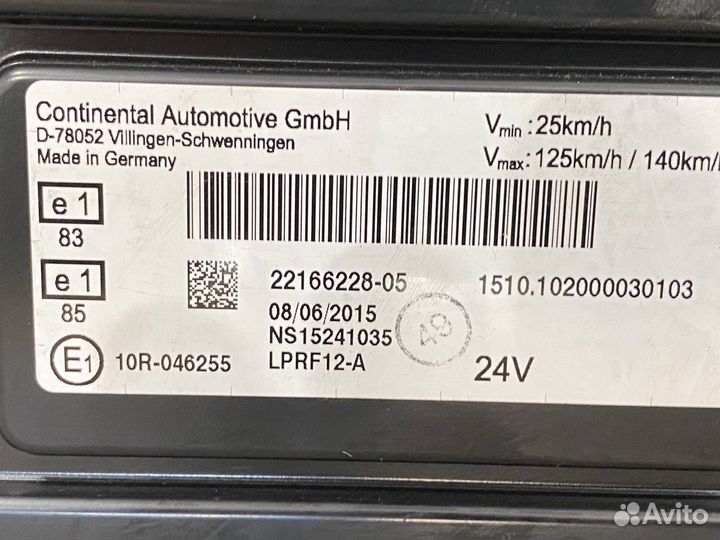 Continental Automotive GmbH
D-78052 Villingen-Schwenningen
Made in Germany
Vmin :25km/h
Vmax: 125km/h / 140km/
e 1
83
e 1
85
22166228-05
1510.102000030103
08/06/2015
NS15241035
49
E1
10R-046255
LPRF12-A
24V
Avito